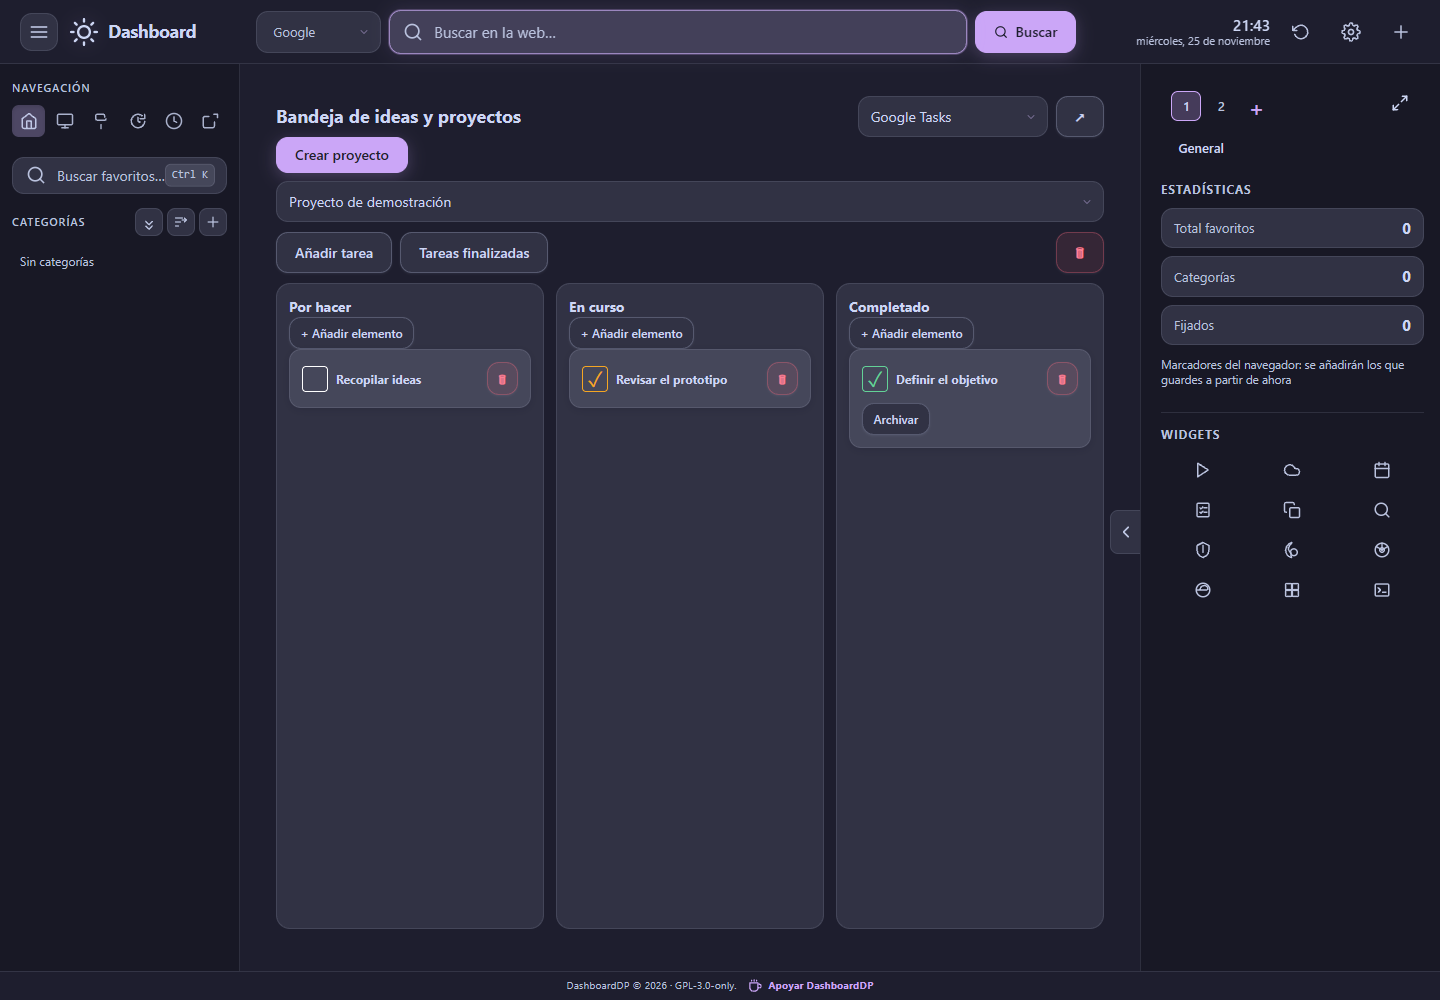 Dashboard
Google
Buscar en la web...
Buscar
21:43
miércoles, 25 de noviembre
NAVEGACIÓN
Buscar favoritos...
Ctrl K
CATEGORÍAS
Sin categorías
Bandeja de ideas y proyectos
Google Tasks
↗
Crear proyecto
Proyecto de demostración
Añadir tarea
Tareas finalizadas
Por hacer
+ Añadir elemento
Recopilar ideas
En curso
+ Añadir elemento
Revisar el prototipo
Completado
+ Añadir elemento
Definir el objetivo
Archivar
1
2
+
General
ESTADÍSTICAS
Total favoritos
0
Categorías
0
Fijados
0
Marcadores del navegador: se añadirán los que
guardes a partir de ahora
WIDGETS
DashboardDP © 2026 · GPL-3.0-only.
Apoyar DashboardDP